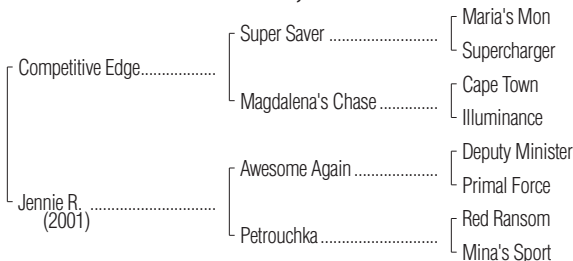 Maria's Mon
Super Saver ..........................
Supercharger
Competitive Edge..................
Cape Town
Magdalena's Chase ..............
Illuminance
Deputy Minister
Awesome Again ....................
Primal Force
Jennie R. ..............................
(2001)
Red Ransom
Petrouchka............................
Mina's Sport